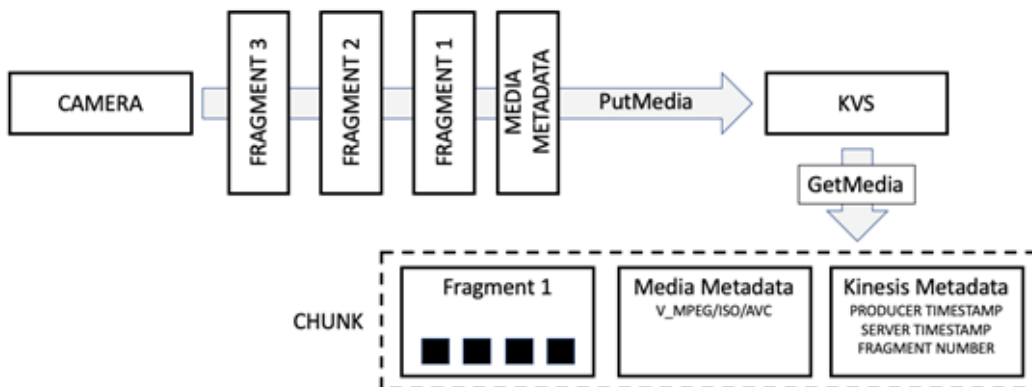 CAMERA
FRAGMENT 3
FRAGMENT 2
FRAGMENT 1
MEDIA
METADATA
PutMedia
KVS
GetMedia
CHUNK
Fragment 1
Media Metadata
V_MPEG/ISO/AVC
Kinesis Metadata
PRODUCER TIMESTAMP
SERVER TIMESTAMP
FRAGMENT NUMBER